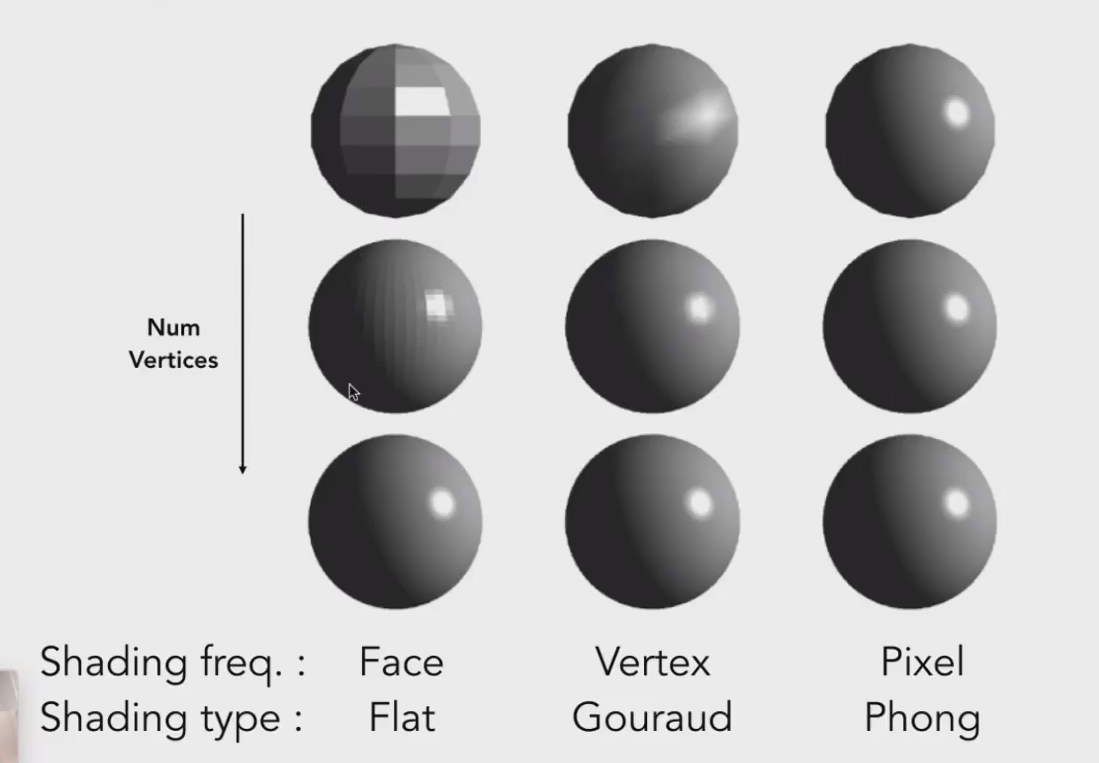 Num
Vertices
Shading freq. : Face Vertex Pixel
Shading type : Flat Gouraud Phong